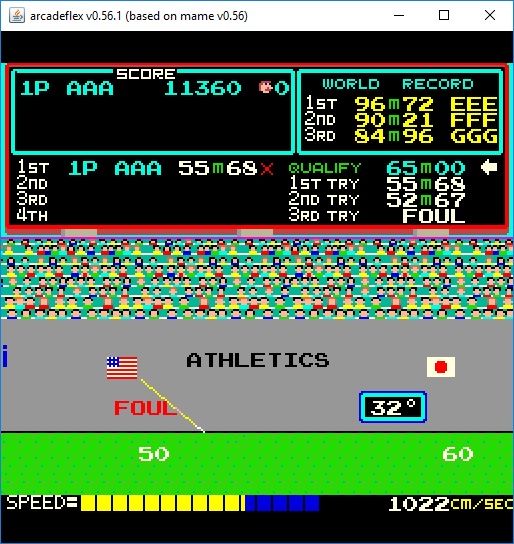 arcadeflex v0.56.1 (based on mame v0.56)
SCORE
1P AAA 11360 0
WORLD RECORD
1ST 96m72 EEE
2ND 90m21 FFF
3RD 84m96 GGG
1ST 1P AAA 55m68X
2ND
3RD
4TH
QUALIFY 65m00
1ST TRY 55m68
2ND TRY 52m67
3RD TRY FOUL
i
ATHLETICS
FOUL
32°
50 60
SPEED= 1022CM/SEC